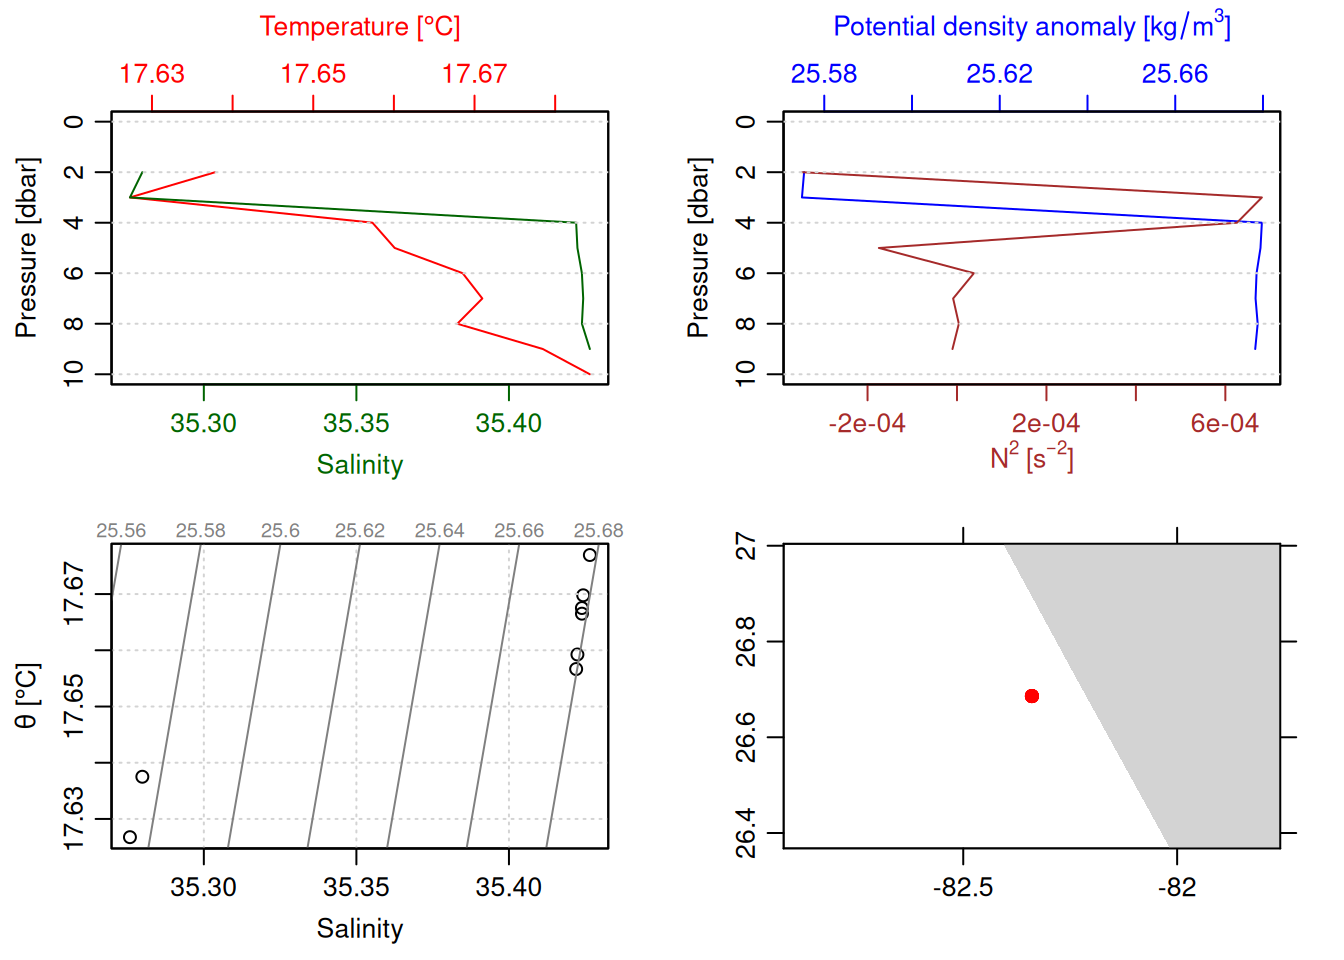 Temperature [°C]
17.63 17.65 17.67
Pressure [dbar]
0 2 4 6 8 10
35.30 35.35 35.40
Salinity
Potential density anomaly [kg/m³]
25.58 25.62 25.66
Pressure [dbar]
0 2 4 6 8 10
-2e-04 2e-04 6e-04
N² [s⁻²]
25.56 25.58 25.6 25.62 25.64 25.66 25.68
θ [°C]
17.63 17.65 17.67
35.30 35.35 35.40
Salinity
26.4 26.6 26.8 27
-82.5 -82